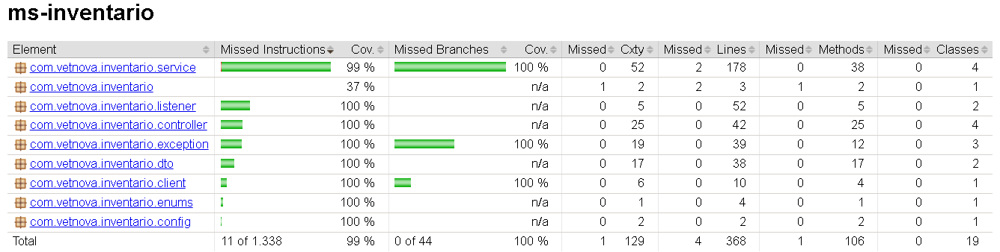 ms-inventario
Element Missed Instructions Cov. Missed Branches Cov. Missed Cxty Missed Lines Missed Methods Missed Classes
com.vetnova.inventario.service 99 % 100 % 0 52 2 178 0 38 0 4
com.vetnova.inventario 37 % n/a 1 2 2 3 1 2 0 1
com.vetnova.inventario.listener 100 % n/a 0 5 0 52 0 5 0 2
com.vetnova.inventario.controller 100 % n/a 0 25 0 42 0 25 0 4
com.vetnova.inventario.exception 100 % 100 % 0 19 0 39 0 12 0 3
com.vetnova.inventario.dto 100 % n/a 0 17 0 38 0 17 0 2
com.vetnova.inventario.client 100 % 100 % 0 6 0 10 0 4 0 1
com.vetnova.inventario.enums 100 % n/a 0 1 0 4 0 1 0 1
com.vetnova.inventario.config 100 % n/a 0 2 0 2 0 2 0 1
Total 11 of 1.338 99 % 0 of 44 100 % 1 129 4 368 1 106 0 19